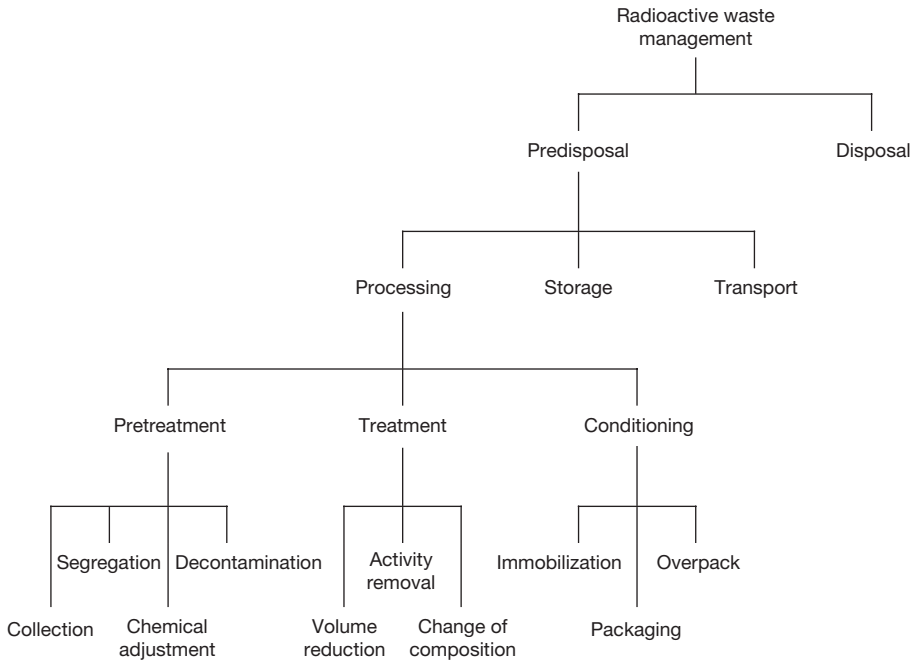 Radioactive waste
management
Predisposal
Disposal
Processing
Storage
Transport
Pretreatment
Treatment
Conditioning
Segregation
Decontamination
Activity
removal
Immobilization
Overpack
Collection
Chemical
adjustment
Volume
reduction
Change of
composition
Packaging